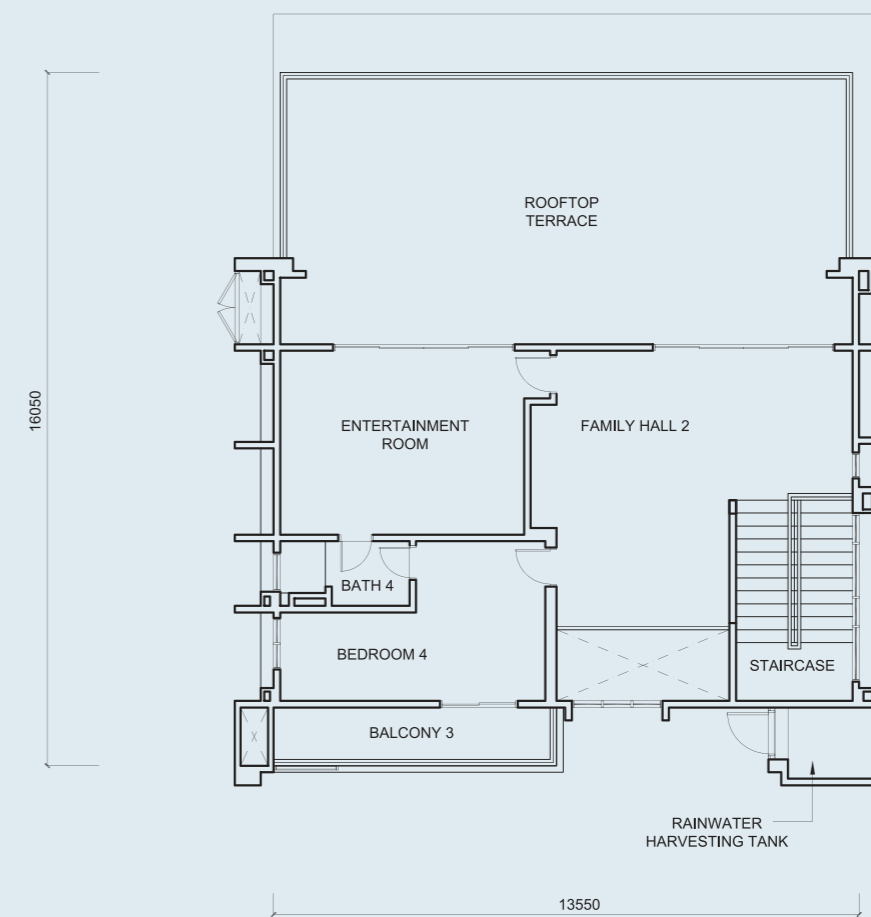 ROOFTOP
TERRACE
16050
ENTERTAINMENT
ROOM
FAMILY HALL 2
BATH 4
BEDROOM 4
STAIRCASE
BALCONY 3
RAINWATER
HARVESTING TANK
13550